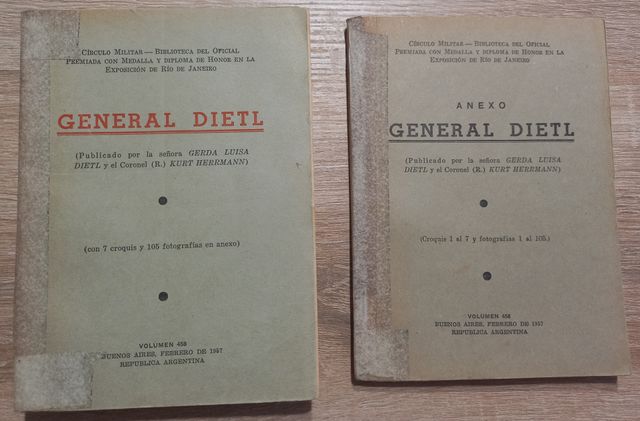 CÍRCULO MILITAR — BIBLIOTECA DEL OFICIAL
PREMIADA CON MEDALLA Y DIPLOMA DE HONOR EN LA
EXPOSICIÓN DE RÍO DE JANEIRO
GENERAL DIETL
(Publicado por la señora GERDA LUISA
DIETL y el Coronel (R.) KURT HERRMANN)
(con 7 croquis y 105 fotografías en anexo)
VOLUMEN 458
BUENOS AIRES, FEBRERO DE 1957
REPUBLICA ARGENTINA
CÍRCULO MILITAR — BIBLIOTECA DEL OFICIAL
PREMIADA CON MEDALLA Y DIPLOMA DE HONOR EN LA
EXPOSICIÓN DE RÍO DE JANEIRO
ANEXO
GENERAL DIETL
(Publicado por la señora GERDA LUISA
DIETL y el Coronel (R.) KURT HERRMANN)
(Croquis 1 al 7 y fotografías 1 al 105.)
VOLUMEN 458
BUENOS AIRES, FEBRERO DE 1957
REPUBLICA ARGENTINA